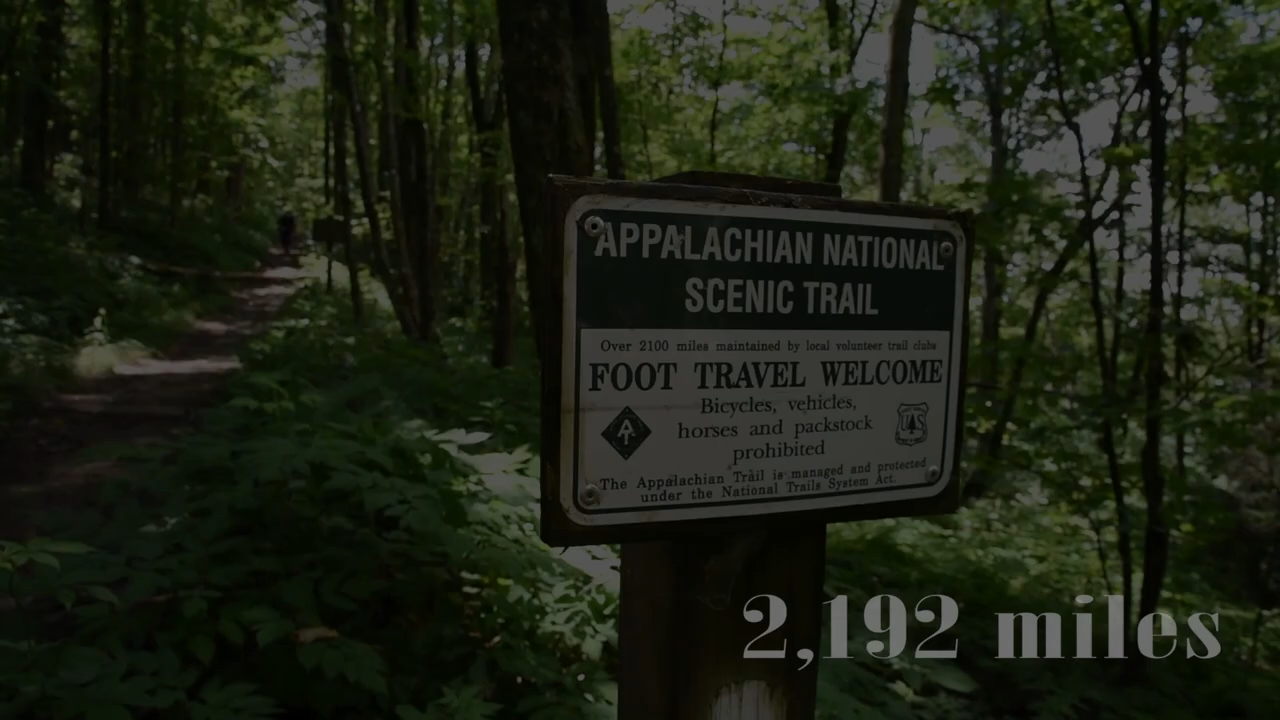 APPALACHIAN NATIONAL
SCENIC TRAIL
Over 2100 miles maintained by local volunteer trail clubs
FOOT TRAVEL WELCOME
Bicycles, vehicles,
horses and packstock
prohibited
The Appalachian Trail is managed and protected
under the National Trails System Act.
2,192 miles